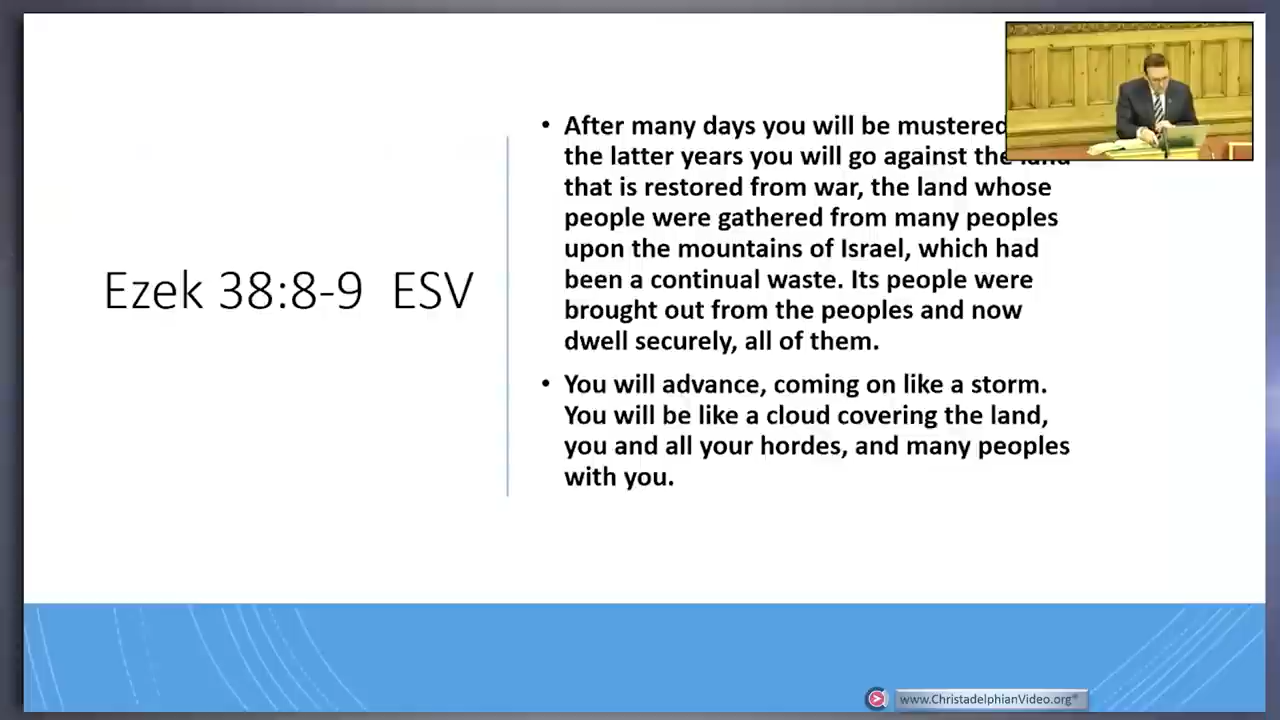 Ezek 38:8-9 ESV
• After many days you will be mustered
the latter years you will go against the
that is restored from war, the land whose
people were gathered from many peoples
upon the mountains of Israel, which had
been a continual waste. Its people were
brought out from the peoples and now
dwell securely, all of them.
• You will advance, coming on like a storm.
You will be like a cloud covering the land,
you and all your hordes, and many peoples
with you.
www.ChristadelphianVideo.org